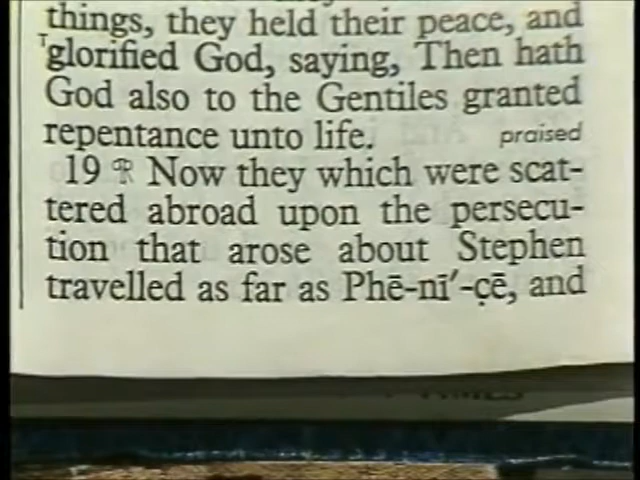 things, they held their peace, and
T glorified God, saying, Then hath
God also to the Gentiles granted
repentance unto life. praised
19 Now they which were scat-
tered abroad upon the persecu-
tion that arose about Stephen
travelled as far as Phē-nī′-çē, and